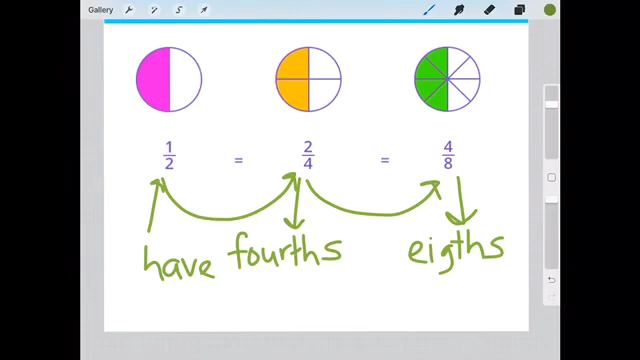 Gallery
1/2 = 2/4 = 4/8
have fourths eigths